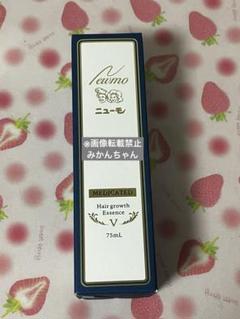 Newmo
ニューモ
※画像転載禁止
みかんちゃん
MEDICATED
Hair growth
Essence
V
75mL